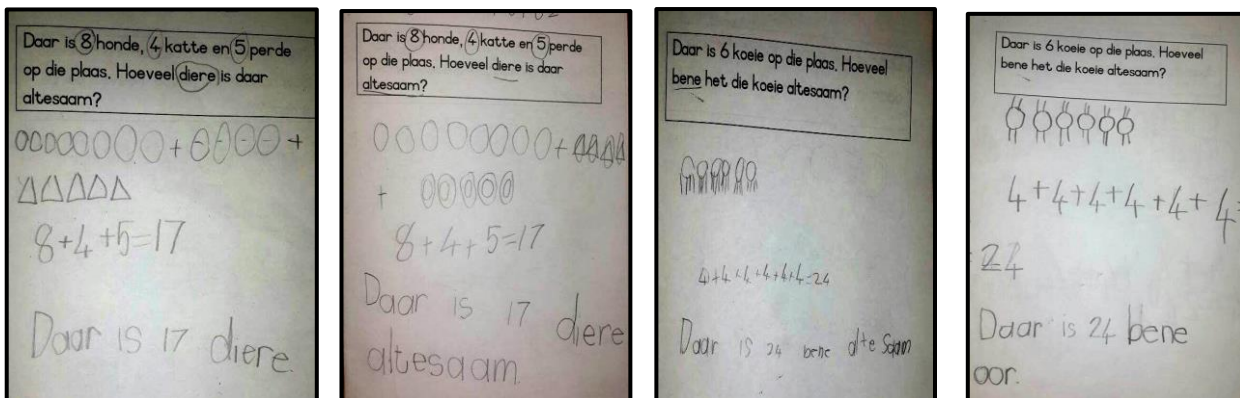 Daar is 8 honde, 4 katte en 5 perde
op die plaas. Hoeveel diere is daar
altesaam?
+ +
8+4+5=17
Daar is 17 diere.
Daar is 8 honde, 4 katte en 5 perde
op die plaas. Hoeveel diere is daar
altesaam?
+
+
8+4+5=17
Daar is 17 diere
altesaam
Daar is 6 koeie op die plaas. Hoeveel
bene het die koeie altesaam?
4+4+4+4+4+4=24
Daar is 24 bene alte saam
Daar is 6 koeie op die plaas. Hoeveel
bene het die koeie altesaam?
4+4+4+4+4+4=
24
Daar is 24 bene
oor.